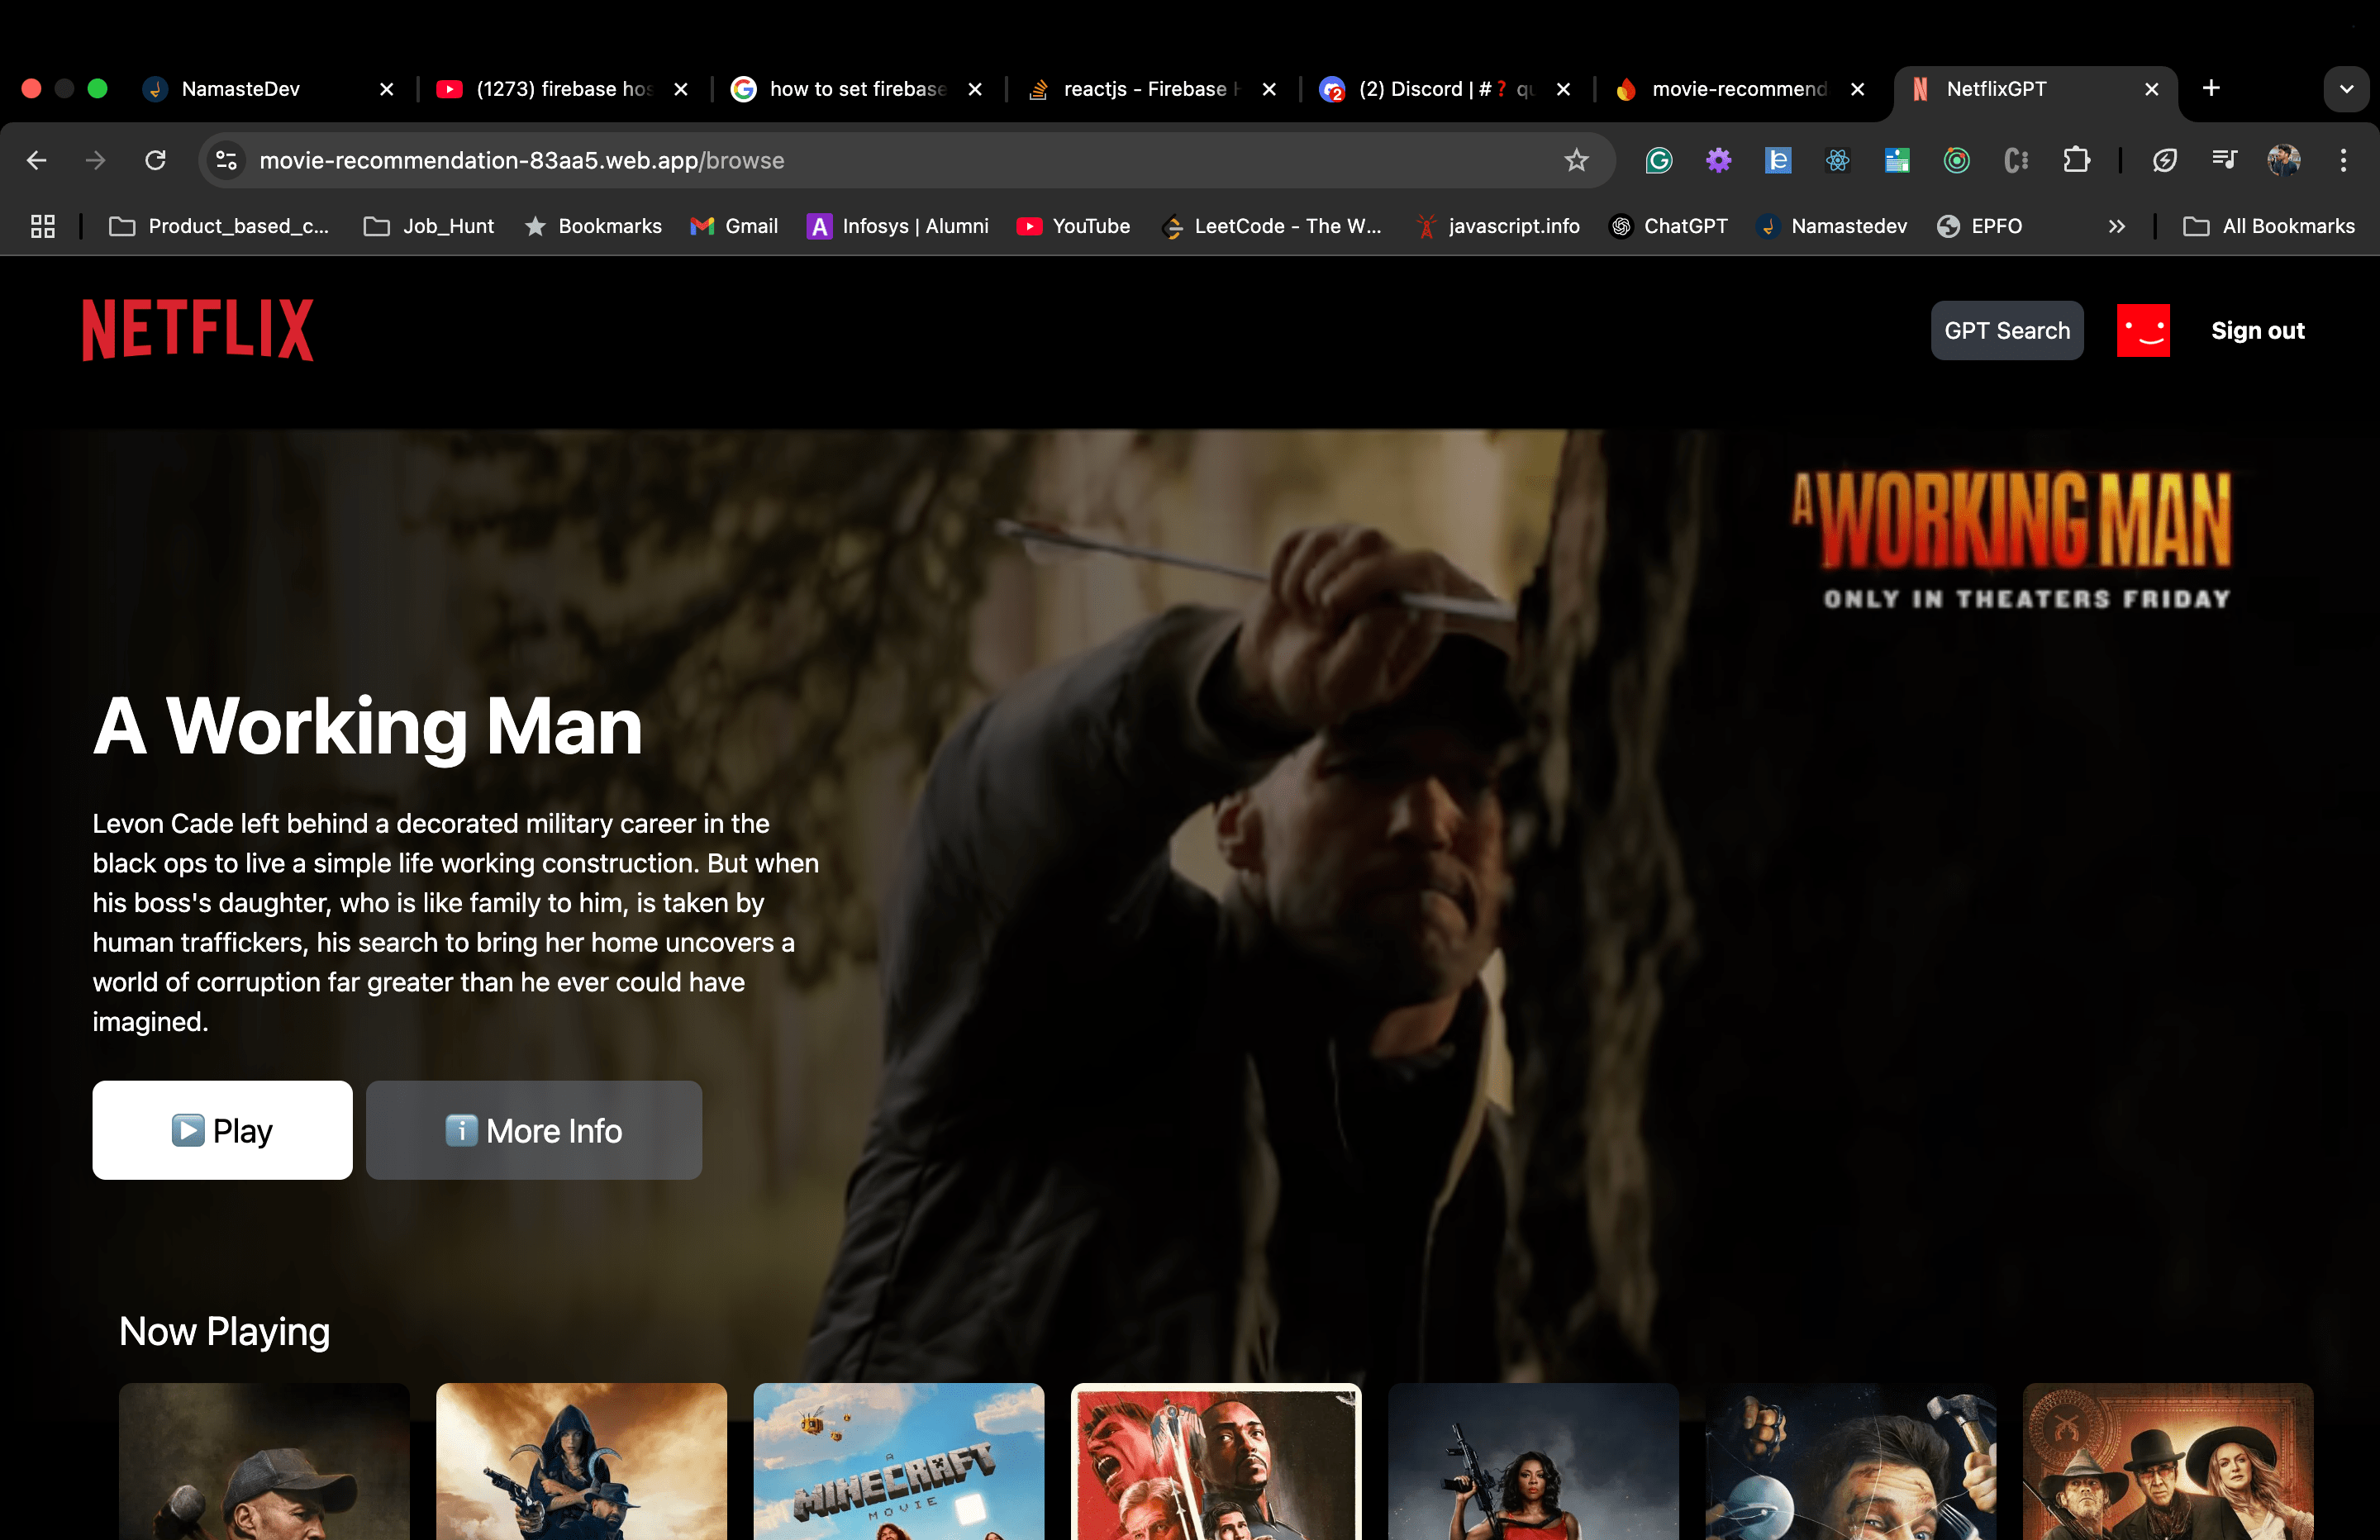 NamasteDev
(1273) firebase hos
how to set firebase
reactjs - Firebase H
(2) Discord | #❓ qu
movie-recommend
NetflixGPT
movie-recommendation-83aa5.web.app/browse
Product_based_c...
Job_Hunt
Bookmarks
Gmail
Infosys | Alumni
YouTube
LeetCode - The W...
javascript.info
ChatGPT
Namastedev
EPFO
All Bookmarks
NETFLIX
GPT Search
Sign out
A WORKING MAN
ONLY IN THEATERS FRIDAY
A Working Man
Levon Cade left behind a decorated military career in the
black ops to live a simple life working construction. But when
his boss's daughter, who is like family to him, is taken by
human traffickers, his search to bring her home uncovers a
world of corruption far greater than he ever could have
imagined.
Play
More Info
Now Playing
A
MINECRAFT
MOVIE